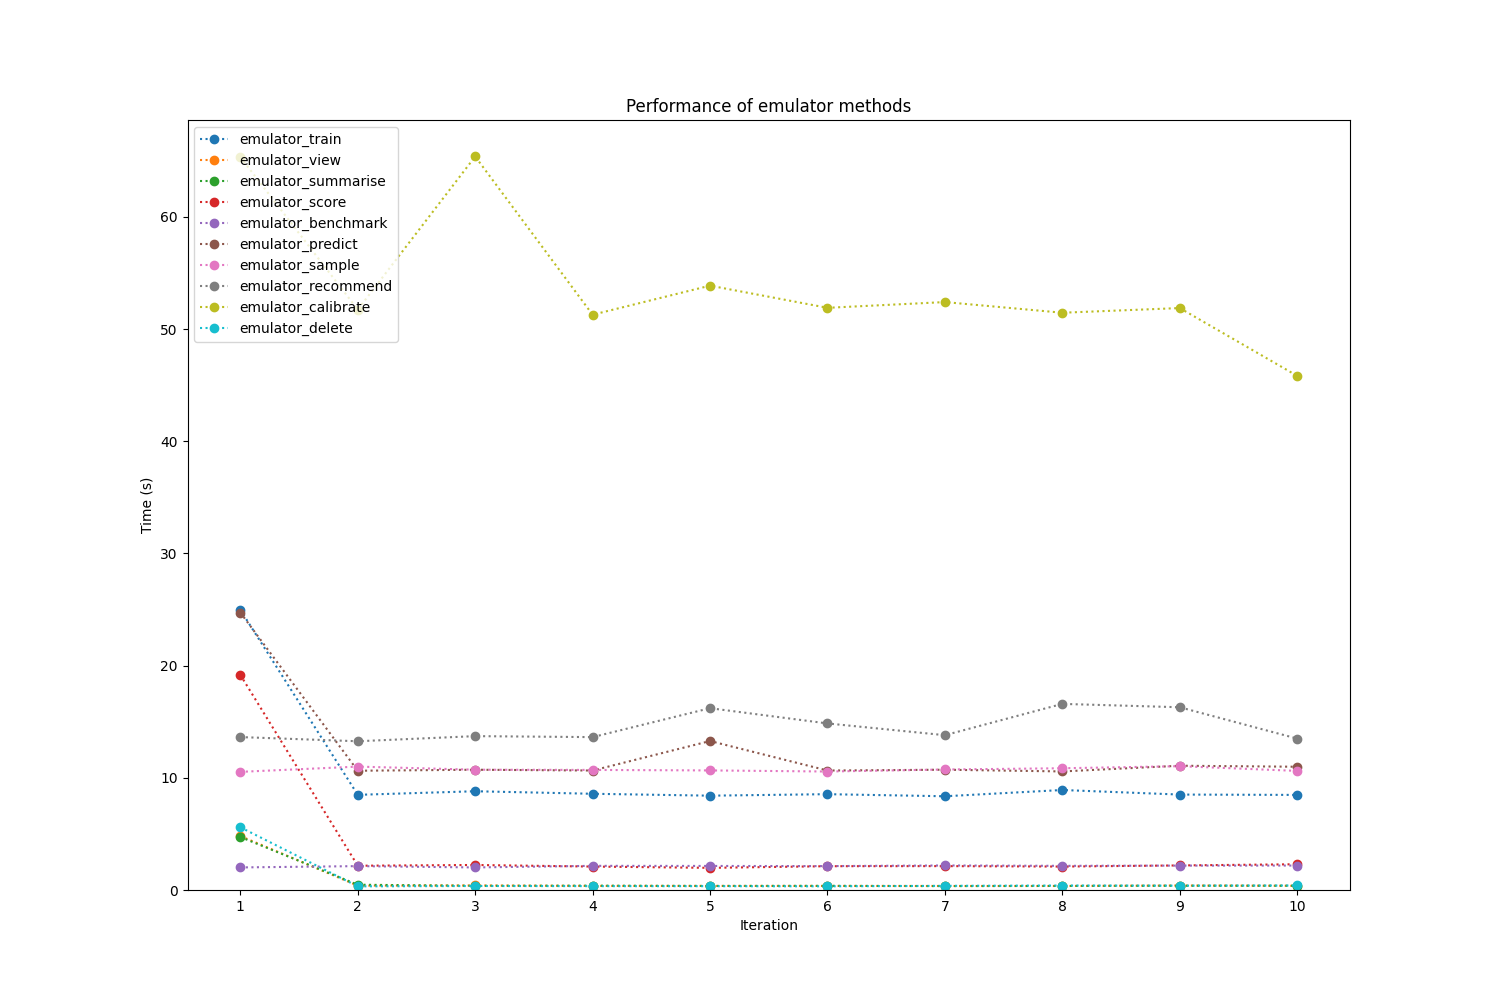 Performance of emulator methods
emulator_train
emulator_view
emulator_summarise
emulator_score
emulator_benchmark
emulator_predict
emulator_sample
emulator_recommend
emulator_calibrate
emulator_delete
60
50
40
30
20
10
0
Time (s)
1 2 3 4 5 6 7 8 9 10
Iteration